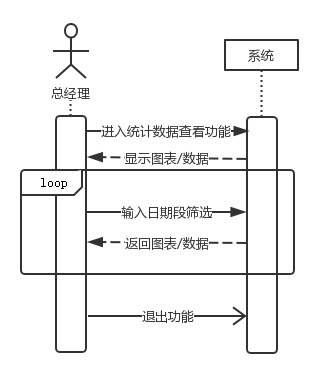 总经理
系统
进入统计数据查看功能
显示图表/数据
loop
输入日期段筛选
返回图表/数据
退出功能